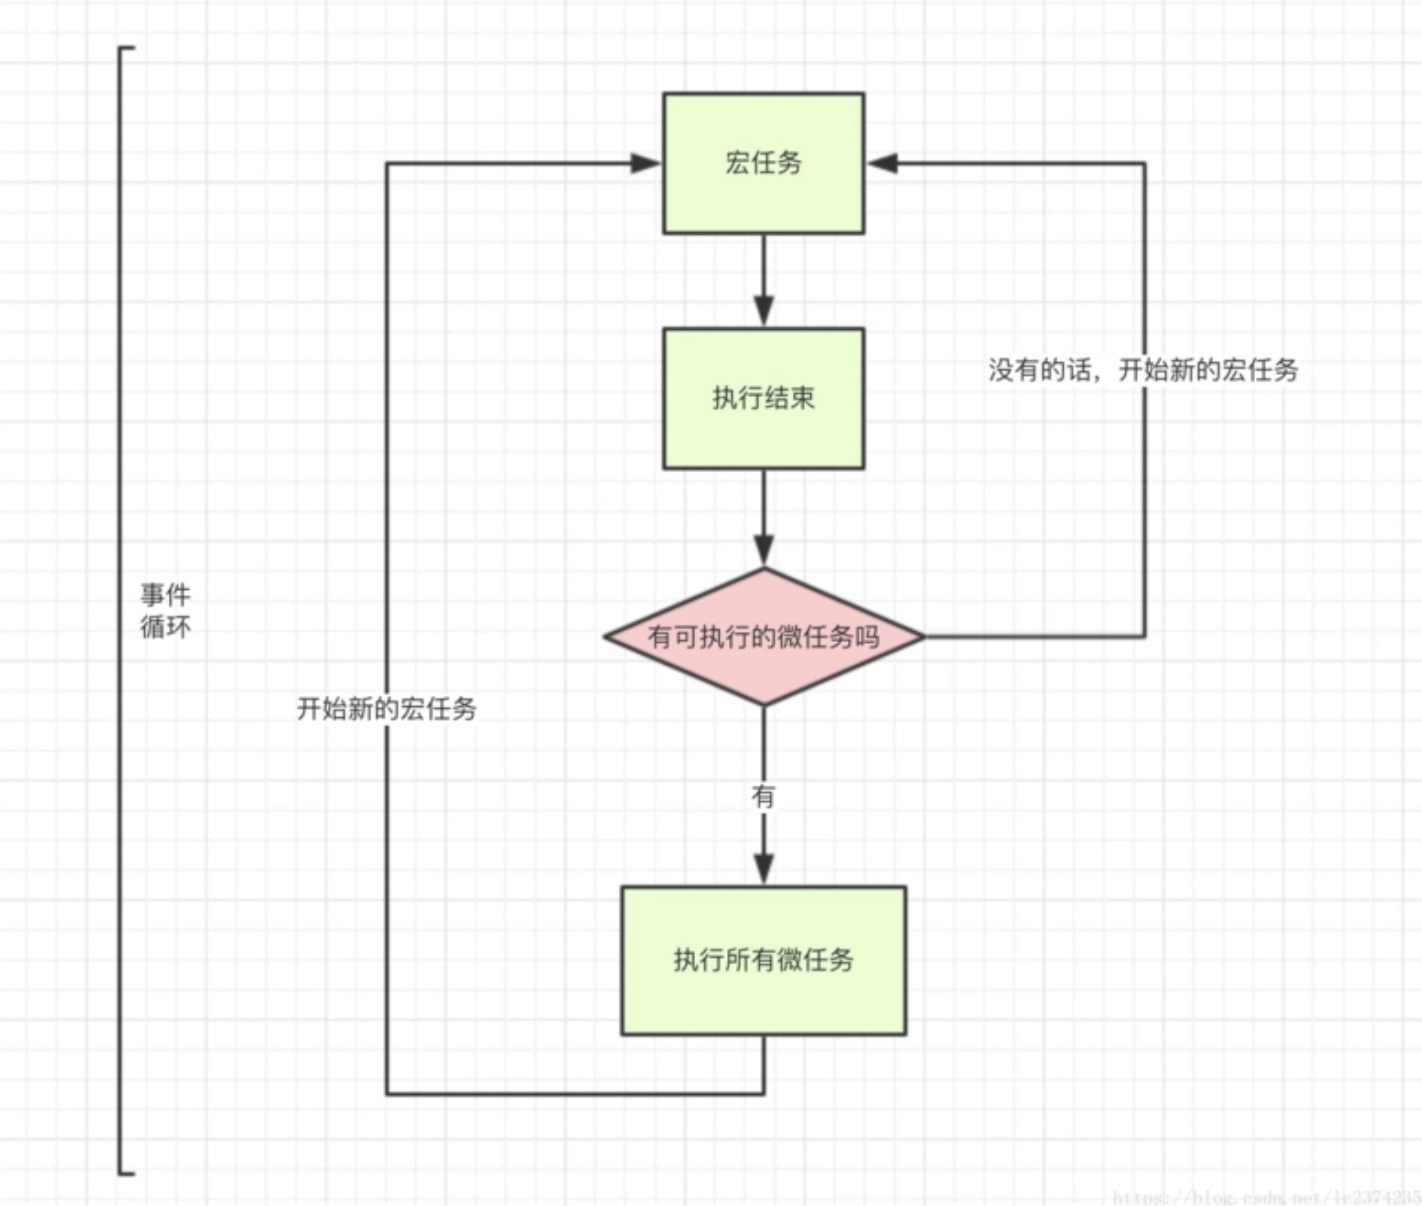 宏任务
执行结束
没有的话，开始新的宏任务
事件
循环
有可执行的微任务吗
开始新的宏任务
有
执行所有微任务
https://blog.csdn.net/lc2374235